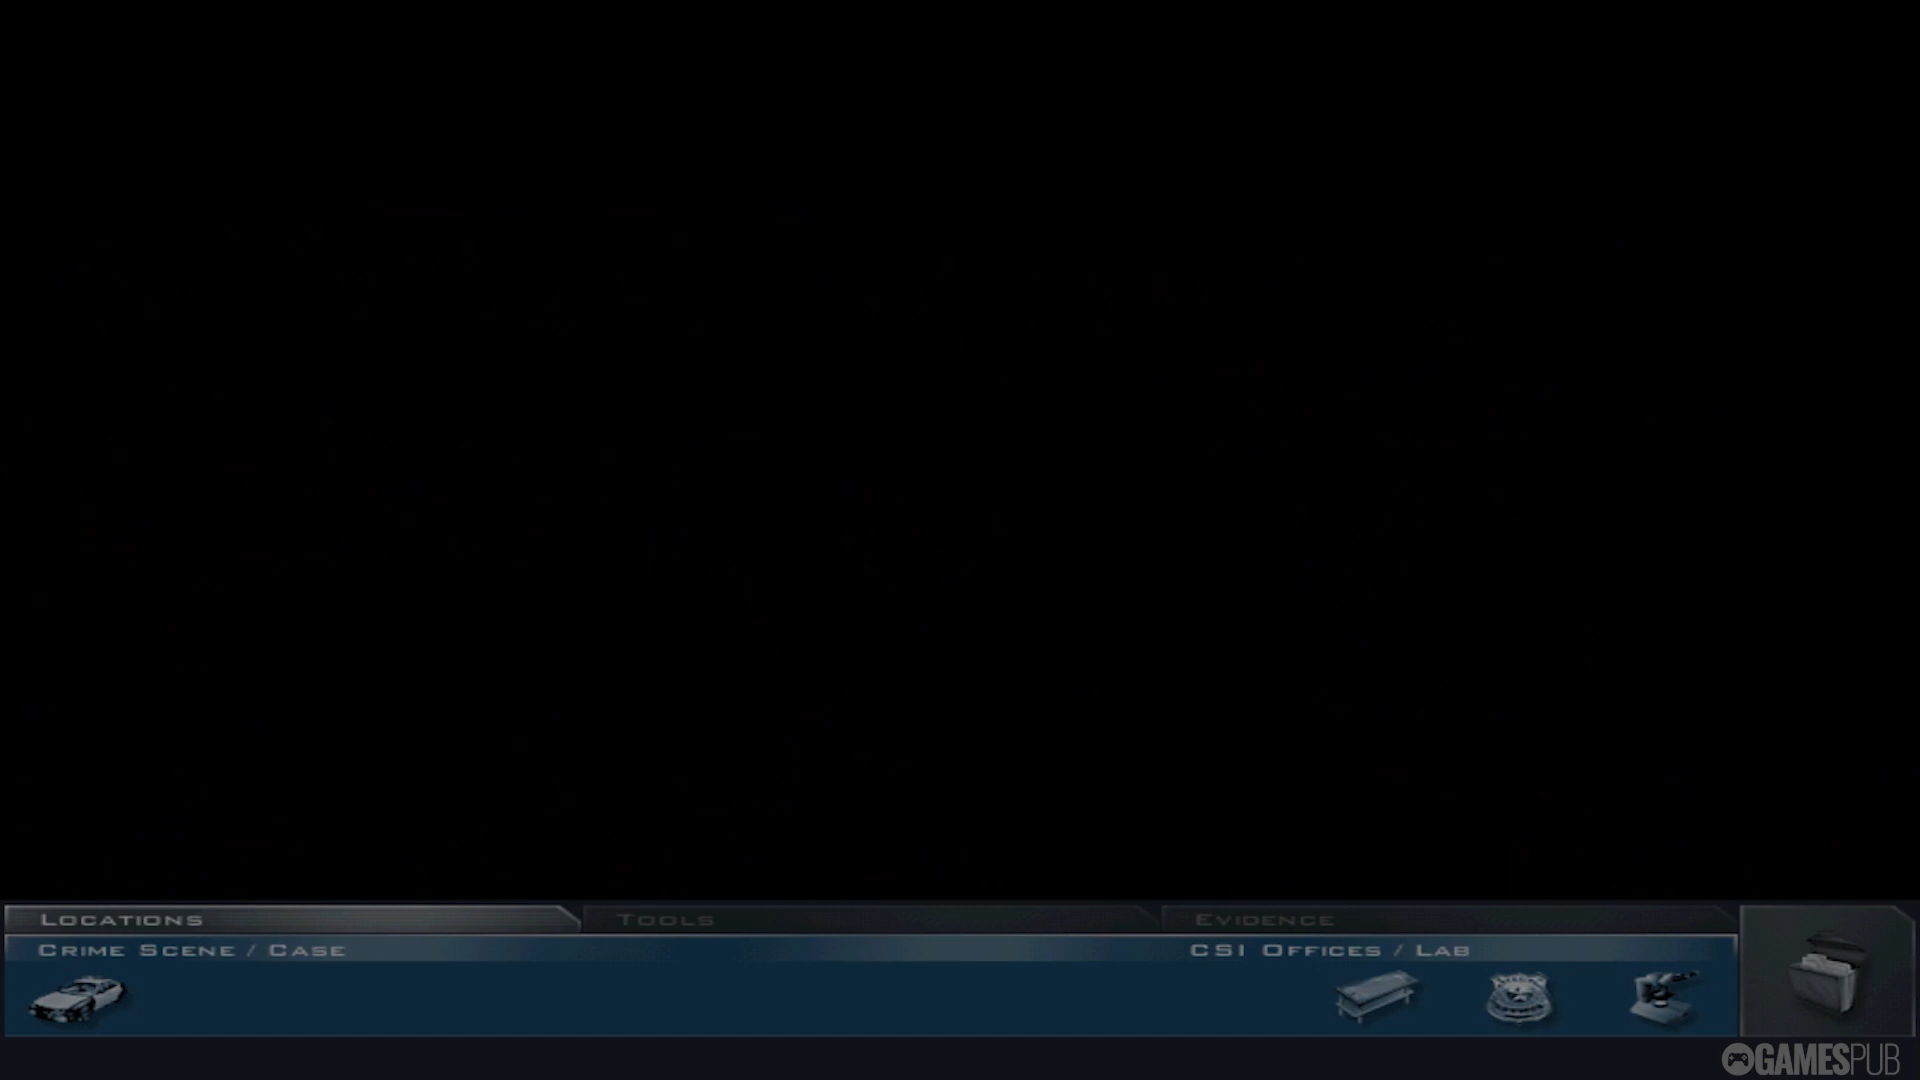 Locations
Tools
Evidence
Crime Scene / Case
CSI Offices / Lab
GAMESPUB